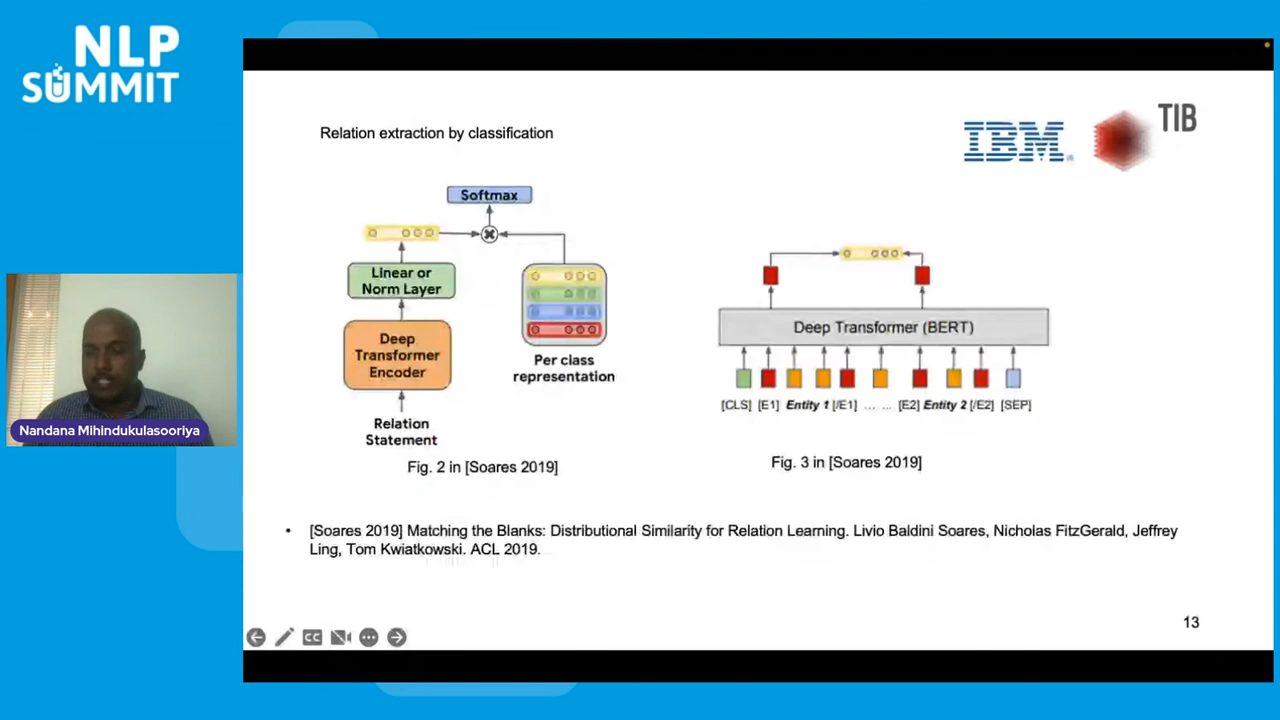 NLP
SUMMIT
Relation extraction by classification
IBM
TIB
Softmax
Linear or
Norm Layer
Deep
Transformer
Encoder
Per class
representation
Relation
Statement
Fig. 2 in [Soares 2019]
Deep Transformer (BERT)
[CLS] [E1] Entity 1 [/E1] ... ... [E2] Entity 2 [/E2] [SEP]
Fig. 3 in [Soares 2019]
Nandana Mihindukulasooriya
• [Soares 2019] Matching the Blanks: Distributional Similarity for Relation Learning. Livio Baldini Soares, Nicholas FitzGerald, Jeffrey
Ling, Tom Kwiatkowski. ACL 2019.
13
CC